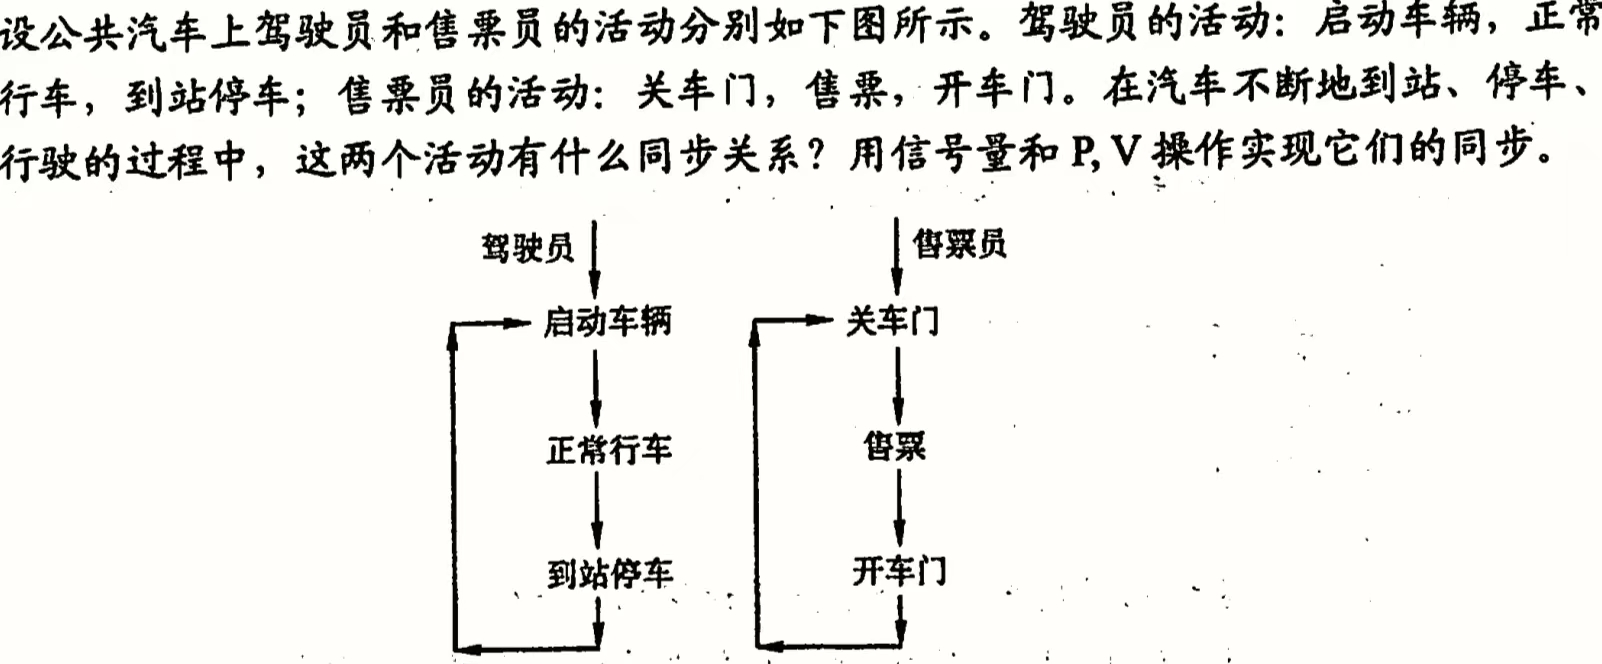 设公共汽车上驾驶员和售票员的活动分别如下图所示。驾驶员的活动：启动车辆，正常
行车，到站停车；售票员的活动：关车门，售票，开车门。在汽车不断地到站、停车、
行驶的过程中，这两个活动有什么同步关系？用信号量和P, V操作实现它们的同步。
驾驶员
售票员
启动车辆
关车门
正常行车
售票
到站停车
开车门